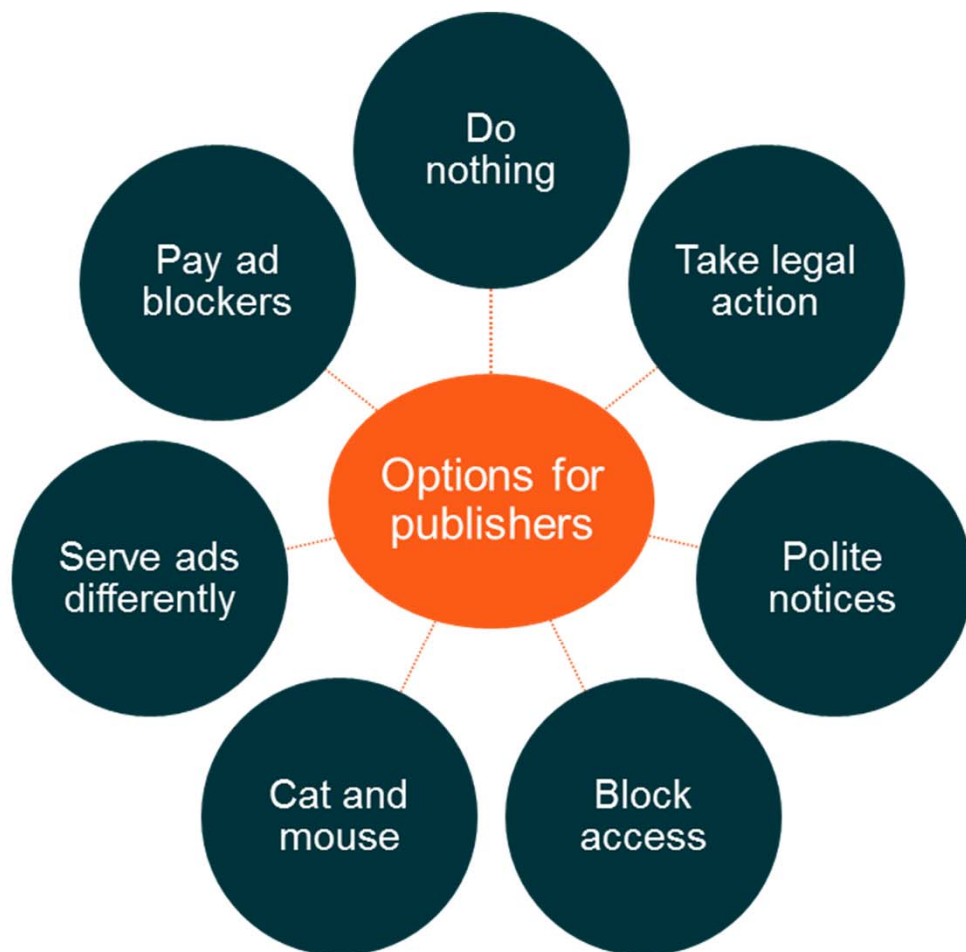 Do
nothing
Take legal
action
Polite
notices
Block
access
Cat and
mouse
Serve ads
differently
Pay ad
blockers
Options for
publishers